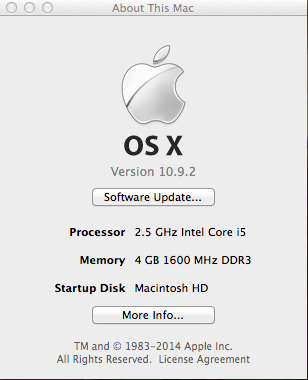 About This Mac
OS X
Version 10.9.2
Software Update...
Processor 2.5 GHz Intel Core i5
Memory 4 GB 1600 MHz DDR3
Startup Disk Macintosh HD
More Info...
TM and © 1983-2014 Apple Inc.
All Rights Reserved. License Agreement